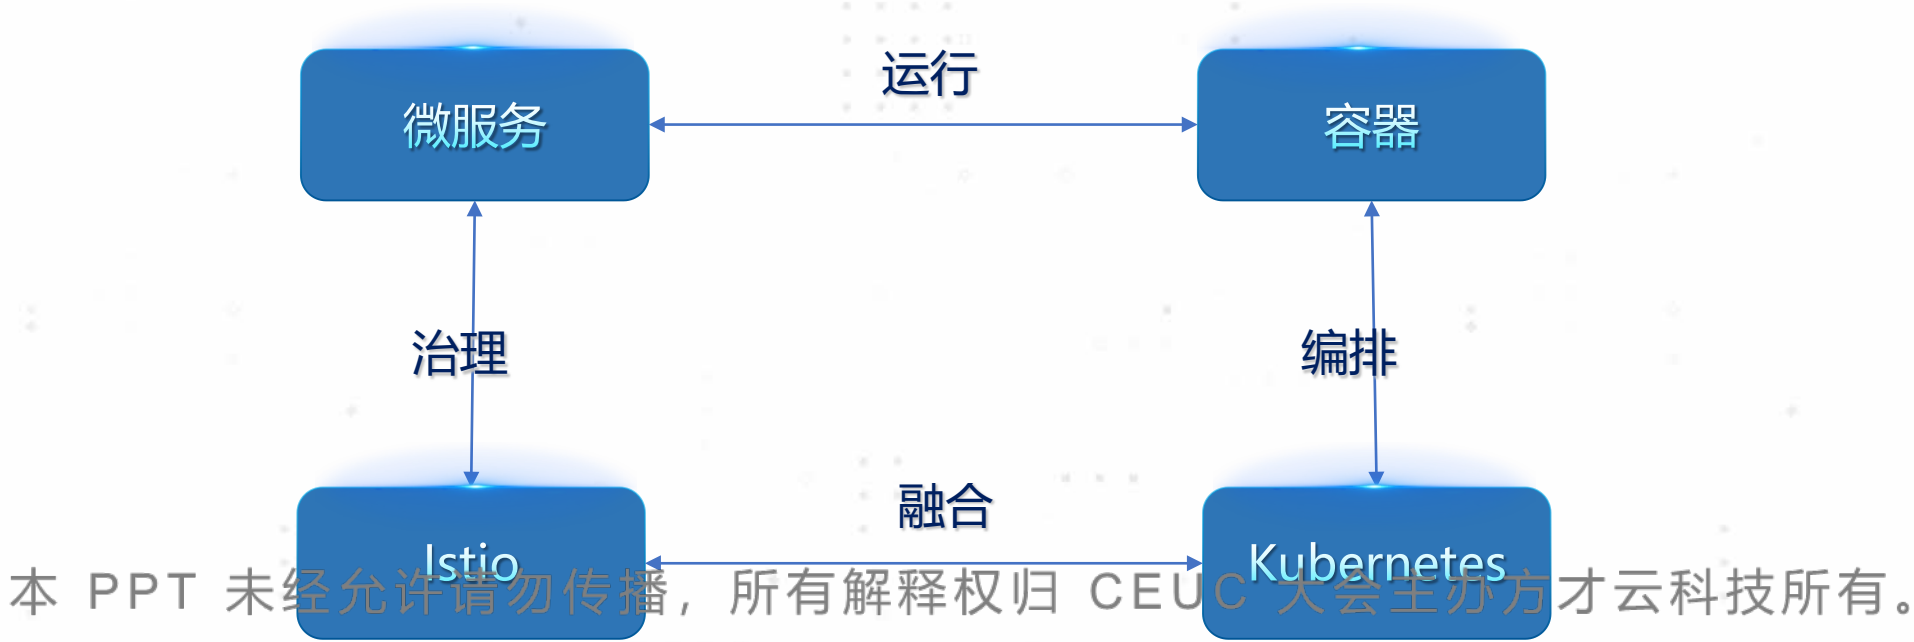 运行
微服务
容器
治理
编排
融合
Istio
Kubernetes
本 PPT 未经允许请勿传播，所有解释权归 CEUC 大会主办方才云科技所有。